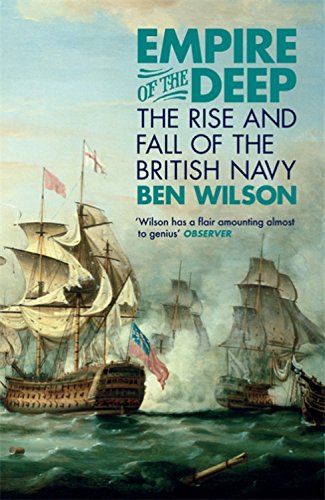 EMPIRE
OF THE
DEEP
THE RISE AND
FALL OF THE
BRITISH NAVY
BEN WILSON
‘Wilson has a flair amounting almost
to genius’ OBSERVER